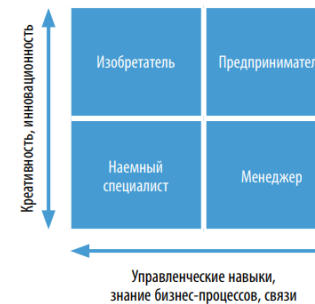 Креативность, инновационность
Изобретатель
Предпринимател
Наемный
специалист
Менеджер
Управленческие навыки,
знание бизнес-процессов, связи